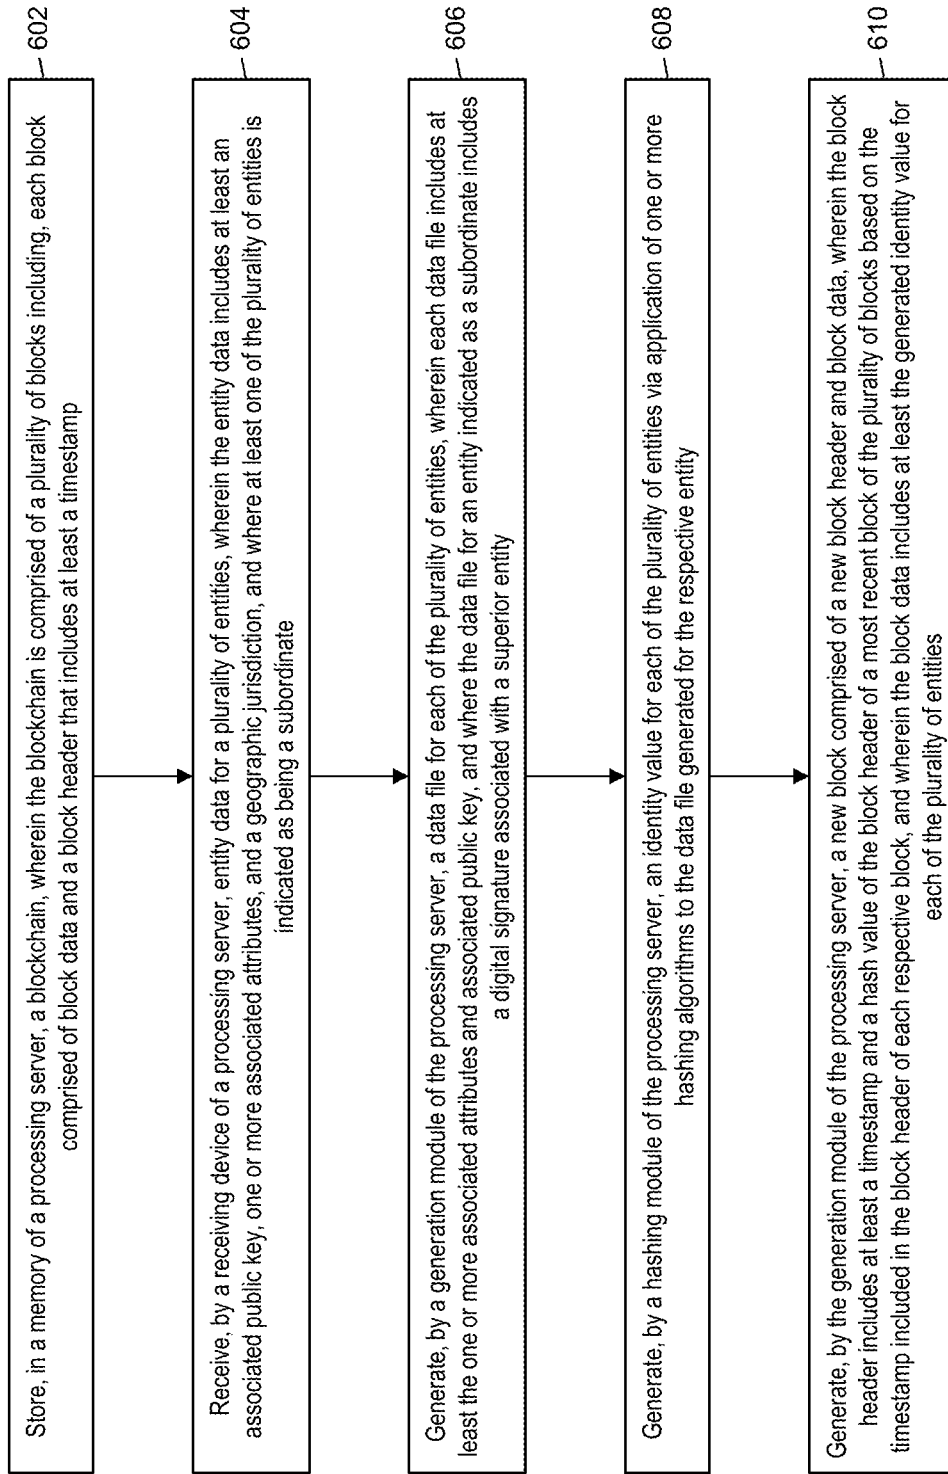 Store, in a memory of a processing server, a blockchain, wherein the blockchain is comprised of a plurality of blocks including, each block
comprised of block data and a block header that includes at least a timestamp
602
Receive, by a receiving device of a processing server, entity data for a plurality of entities, wherein the entity data includes at least an
associated public key, one or more associated attributes, and a geographic jurisdiction, and where at least one of the plurality of entities is
indicated as being a subordinate
604
Generate, by a generation module of the processing server, a data file for each of the plurality of entities, wherein each data file includes at
least the one or more associated attributes and associated public key, and where the data file for an entity indicated as a subordinate includes
a digital signature associated with a superior entity
606
Generate, by a hashing module of the processing server, an identity value for each of the plurality of entities via application of one or more
hashing algorithms to the data file generated for the respective entity
608
Generate, by the generation module of the processing server, a new block comprised of a new block header and block data, wherein the block
header includes at least a timestamp and a hash value of the block header of a most recent block of the plurality of blocks based on the
timestamp included in the block header of each respective block, and wherein the block data includes at least the generated identity value for
each of the plurality of entities
610